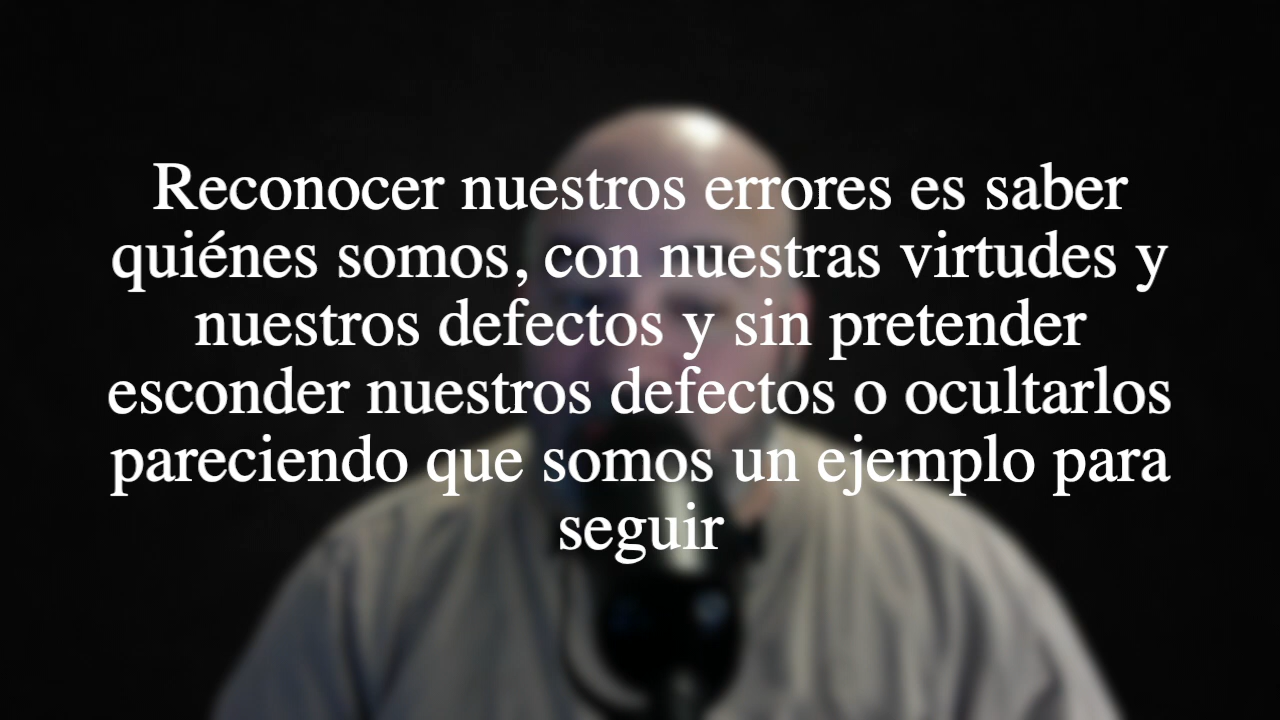 Reconocer nuestros errores es saber
quiénes somos, con nuestras virtudes y
nuestros defectos y sin pretender
esconder nuestros defectos o ocultarlos
pareciendo que somos un ejemplo para
seguir